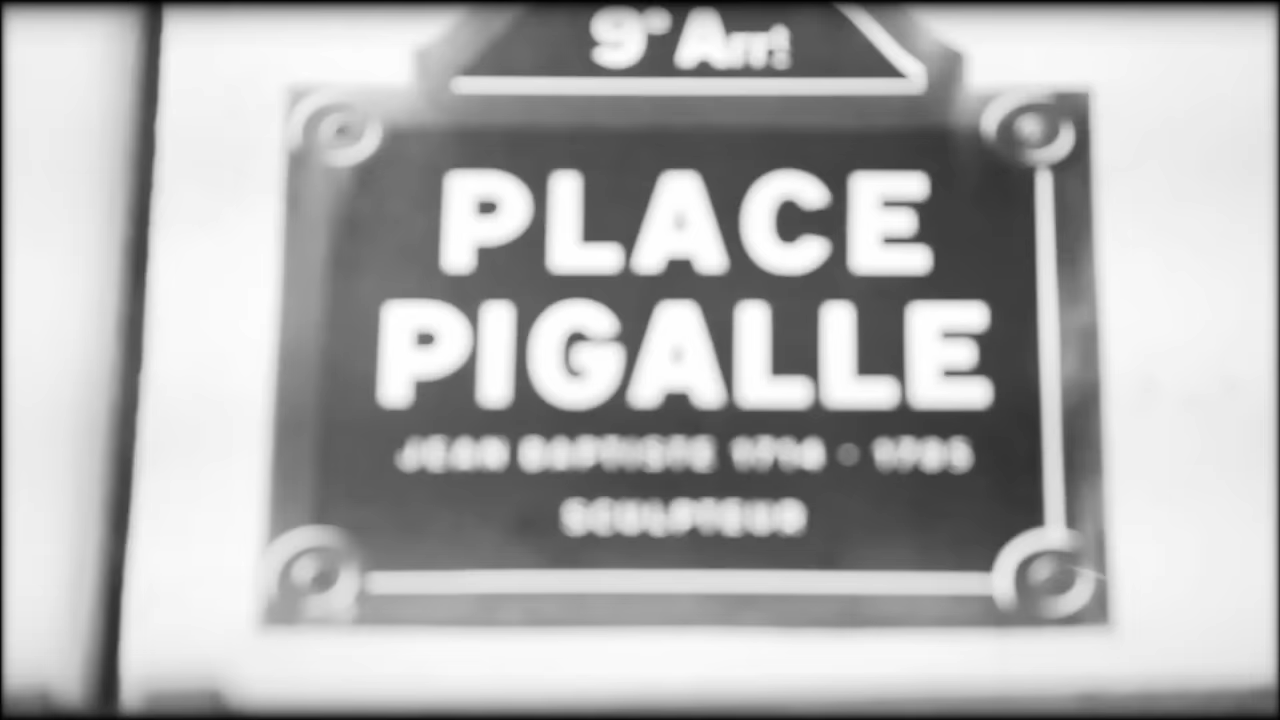 9e Arrt
PLACE
PIGALLE
JEAN BAPTISTE 1714 - 1785
SCULPTEUR